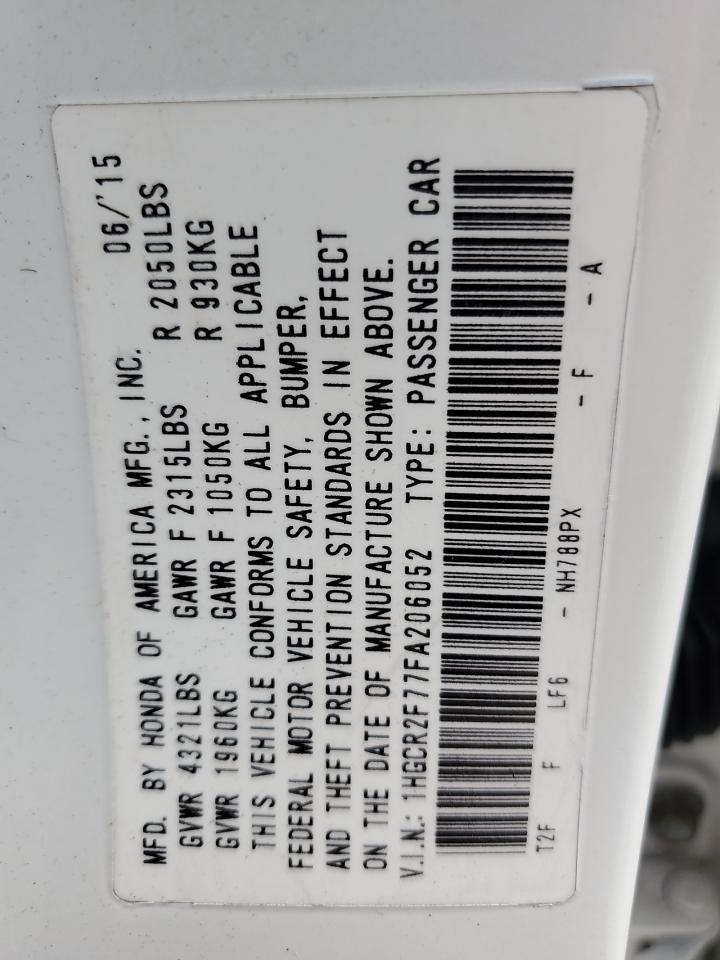 MFD. BY HONDA OF AMERICA MFG., INC. 06/'15
GVWR 4321LBS GAWR F 2315LBS R 2050LBS
GVWR 1960KG GAWR F 1050KG R 930KG
THIS VEHICLE CONFORMS TO ALL APPLICABLE
FEDERAL MOTOR VEHICLE SAFETY, BUMPER,
AND THEFT PREVENTION STANDARDS IN EFFECT
ON THE DATE OF MANUFACTURE SHOWN ABOVE.
V.I.N.: 1HGCR2F77FA206052 TYPE: PASSENGER CAR
T2F F LF6 - NH788PX - F - A